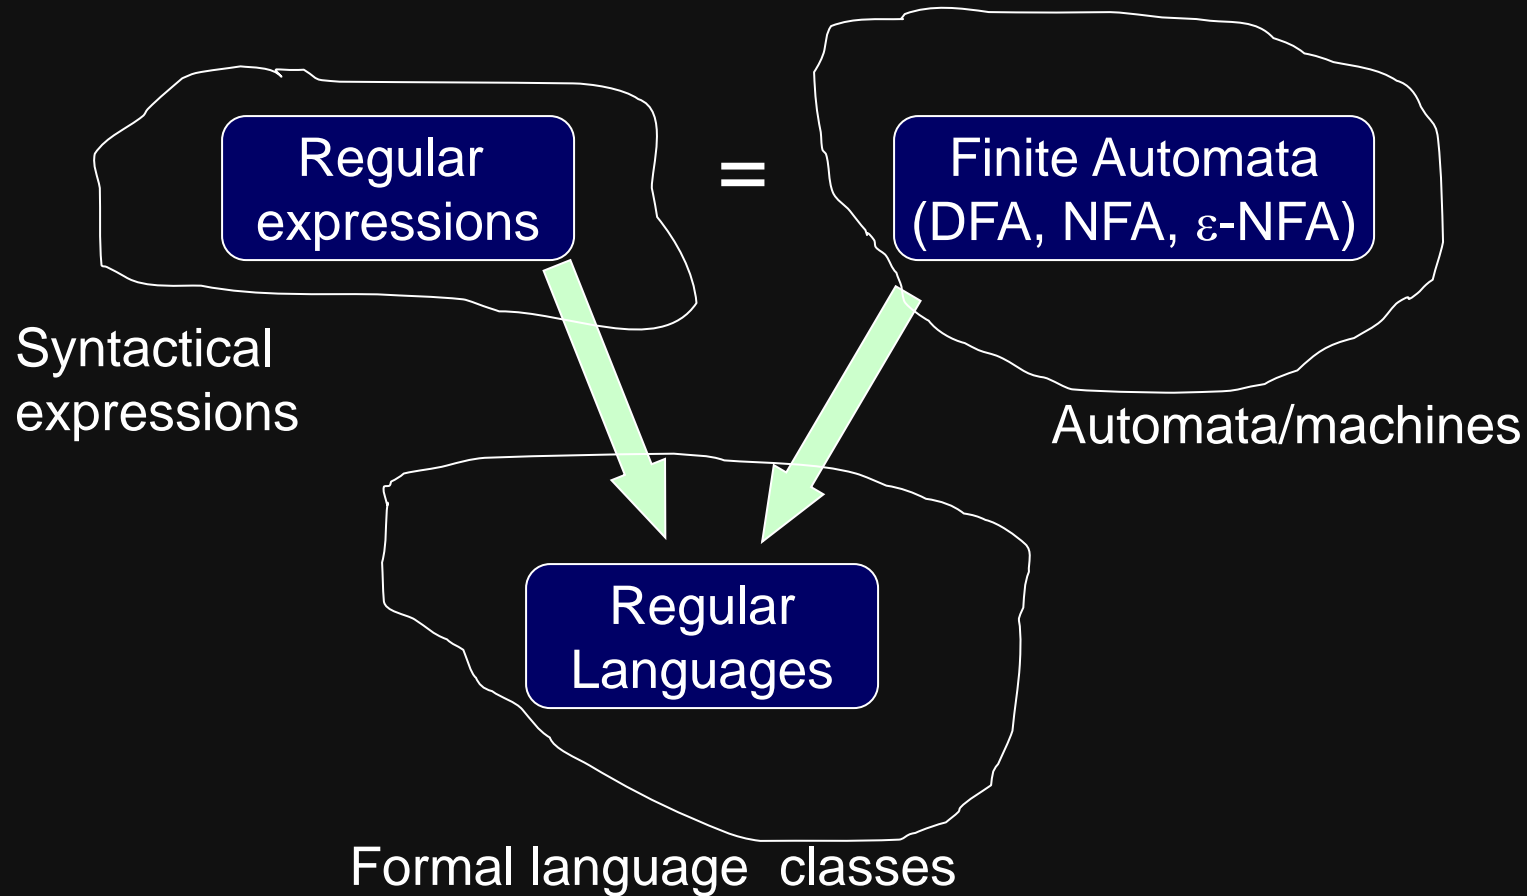 Regular
expressions
=
Finite Automata
(DFA, NFA, ε-NFA)
Syntactical
expressions
Automata/machines
Regular
Languages
Formal language classes